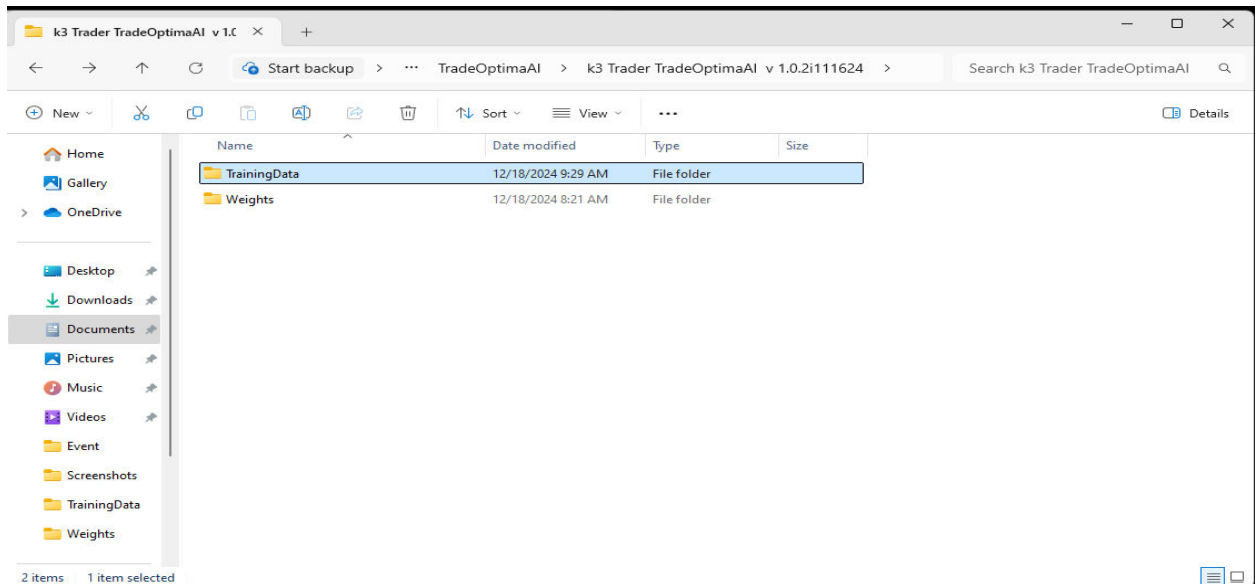 k3 Trader TradeOptimaAI v 1.0
Start backup > ··· TradeOptimaAI > k3 Trader TradeOptimaAI v 1.0.2i111624 > Search k3 Trader TradeOptimaAI
New Sort View ··· Details
Name Date modified Type Size
Home
TrainingData 12/18/2024 9:29 AM File folder
Gallery
Weights 12/18/2024 8:21 AM File folder
OneDrive
Desktop
Downloads
Documents
Pictures
Music
Videos
Event
Screenshots
TrainingData
Weights
2 items 1 item selected